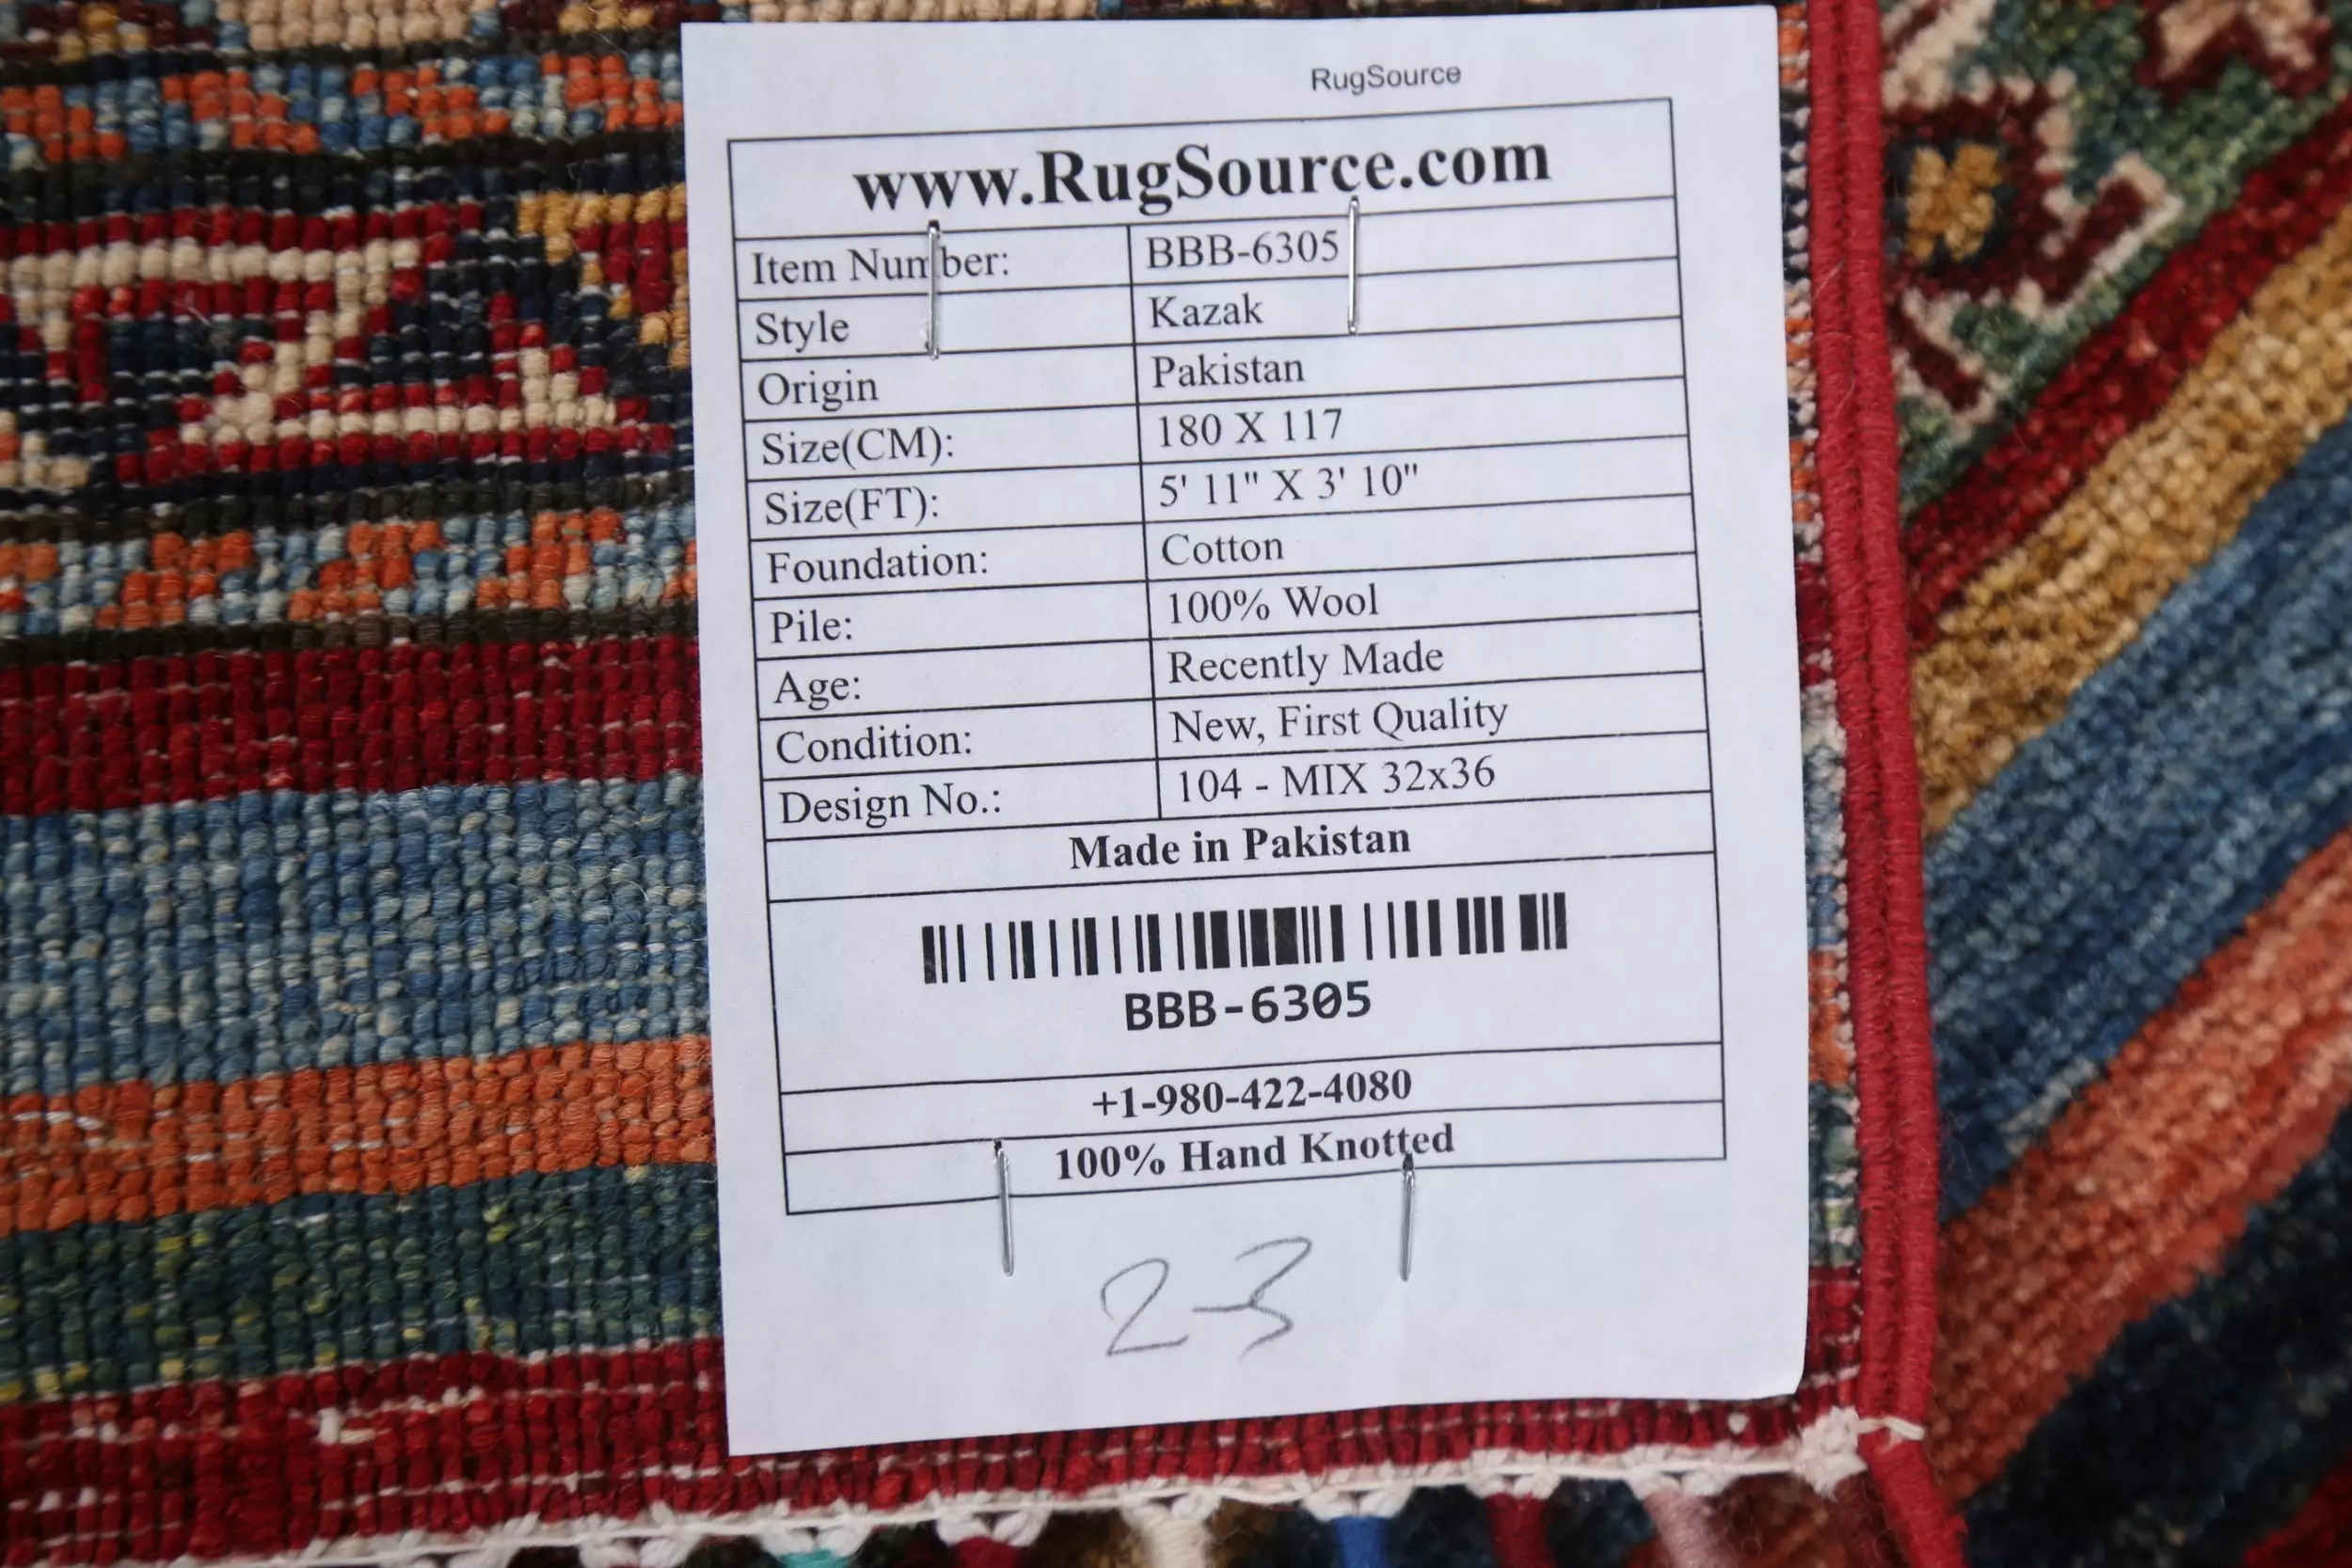 RugSource
www.RugSource.com
Item Number: BBB-6305
Style Kazak
Origin Pakistan
Size(CM): 180 X 117
Size(FT): 5' 11" X 3' 10"
Foundation: Cotton
Pile: 100% Wool
Age: Recently Made
Condition: New, First Quality
Design No.: 104 - MIX 32x36
Made in Pakistan
BBB-6305
+1-980-422-4080
100% Hand Knotted
2-3